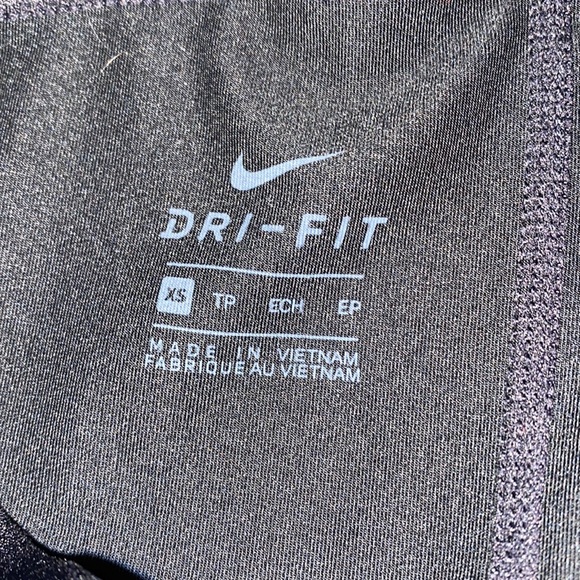 DRI-FIT
XS TP ECH EP
MADE IN VIETNAM
FABRIQUE AU VIETNAM